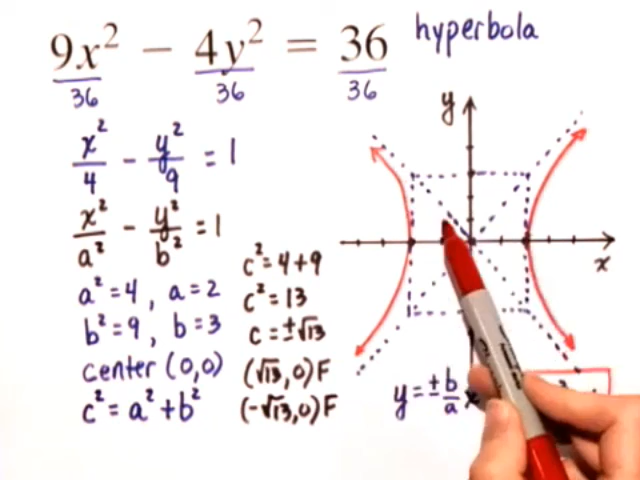 9x² − 4y² = 36 hyperbola
36 36 36
x²/4 − y²/9 = 1
x²/a² − y²/b² = 1
a² = 4, a = 2
b² = 9, b = 3
center (0,0)
c² = a² + b²
c² = 4 + 9
c² = 13
c = ±√13
(√13, 0) F
(-√13, 0) F
y
x
y = ± b/a x